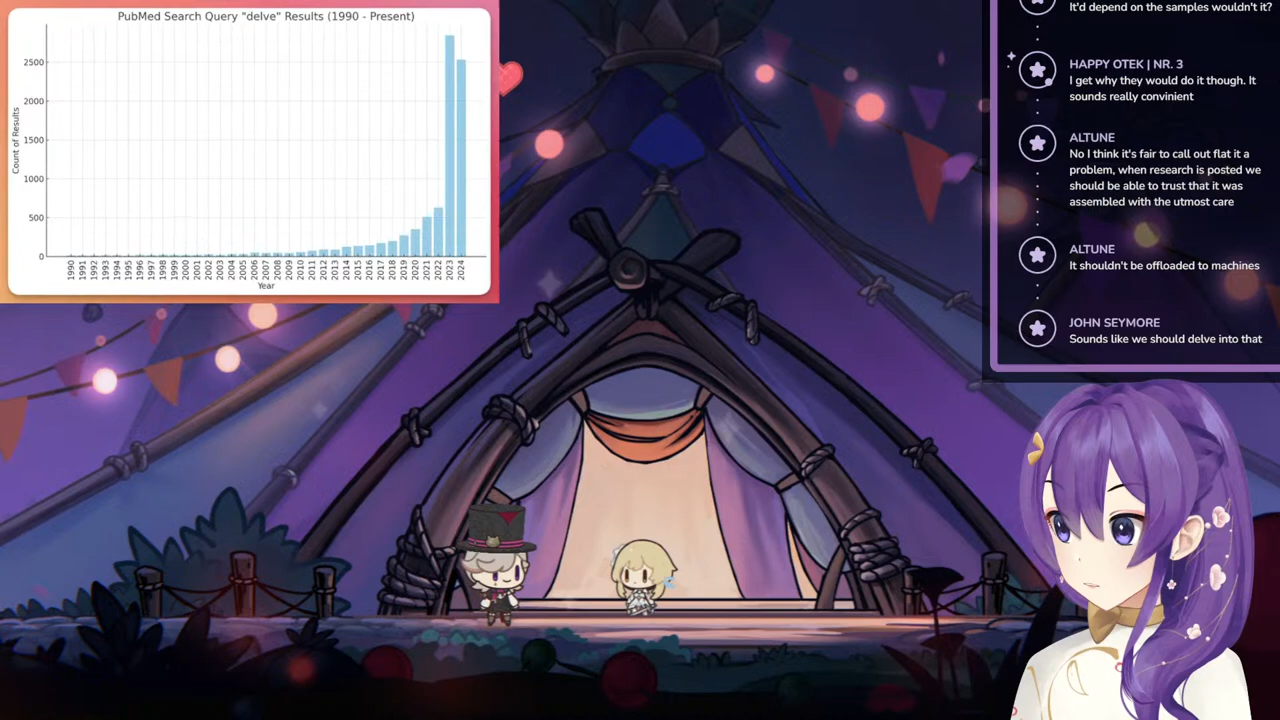 PubMed Search Query "delve" Results (1990 - Present)
Count of Results
2500
2000
1500
1000
500
0
1990
1991
1992
1993
1994
1995
1996
1997
1998
1999
2000
2001
2002
2003
2004
2005
2006
2007
2008
2009
2010
2011
2012
2013
2014
2015
2016
2017
2018
2019
2020
2021
2022
2023
2024
Year
It'd depend on the samples wouldn't it?
HAPPY OTEK | NR. 3
I get why they would do it though. It
sounds really convinient
ALTUNE
No I think it's fair to call out flat it a
problem, when research is posted we
should be able to trust that it was
assembled with the utmost care
ALTUNE
It shouldn't be offloaded to machines
JOHN SEYMORE
Sounds like we should delve into that